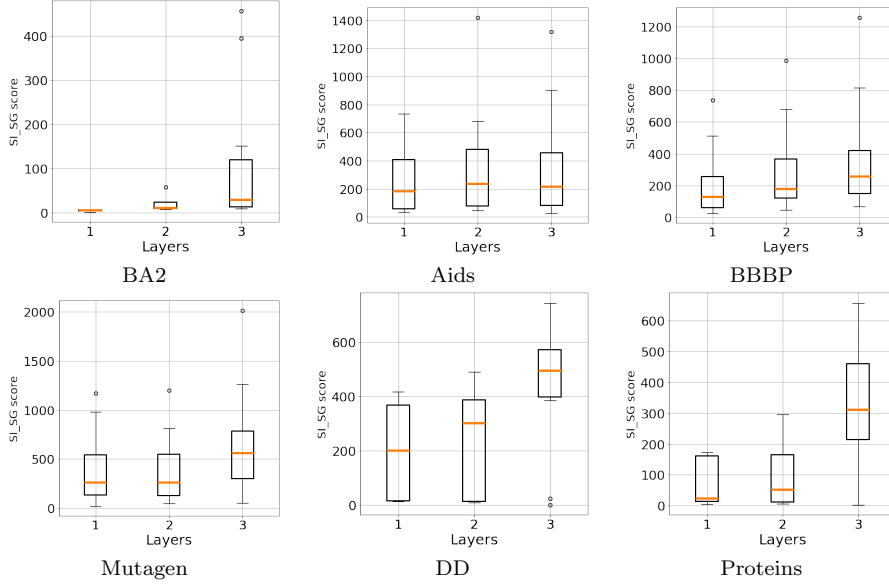 SI_SG score
400
300
200
100
0
1 2 3
Layers
BA2
SI_SG score
1400
1200
1000
800
600
400
200
0
1 2 3
Layers
Aids
SI_SG score
1200
1000
800
600
400
200
0
1 2 3
Layers
BBBP
SI_SG score
2000
1500
1000
500
0
1 2 3
Layers
Mutagen
SI_SG score
600
400
200
0
1 2 3
Layers
DD
SI_SG score
600
500
400
300
200
100
0
1 2 3
Layers
Proteins